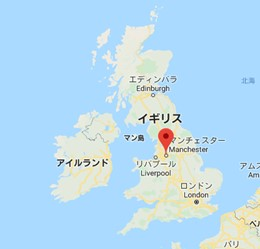 北海
エディンバラ
Edinburgh
イギリス
マン島
マンチェスター
Manchester
アイルランド
リバプール
Liverpool
アムス
Am
ロンドン
London
ベ
パリ